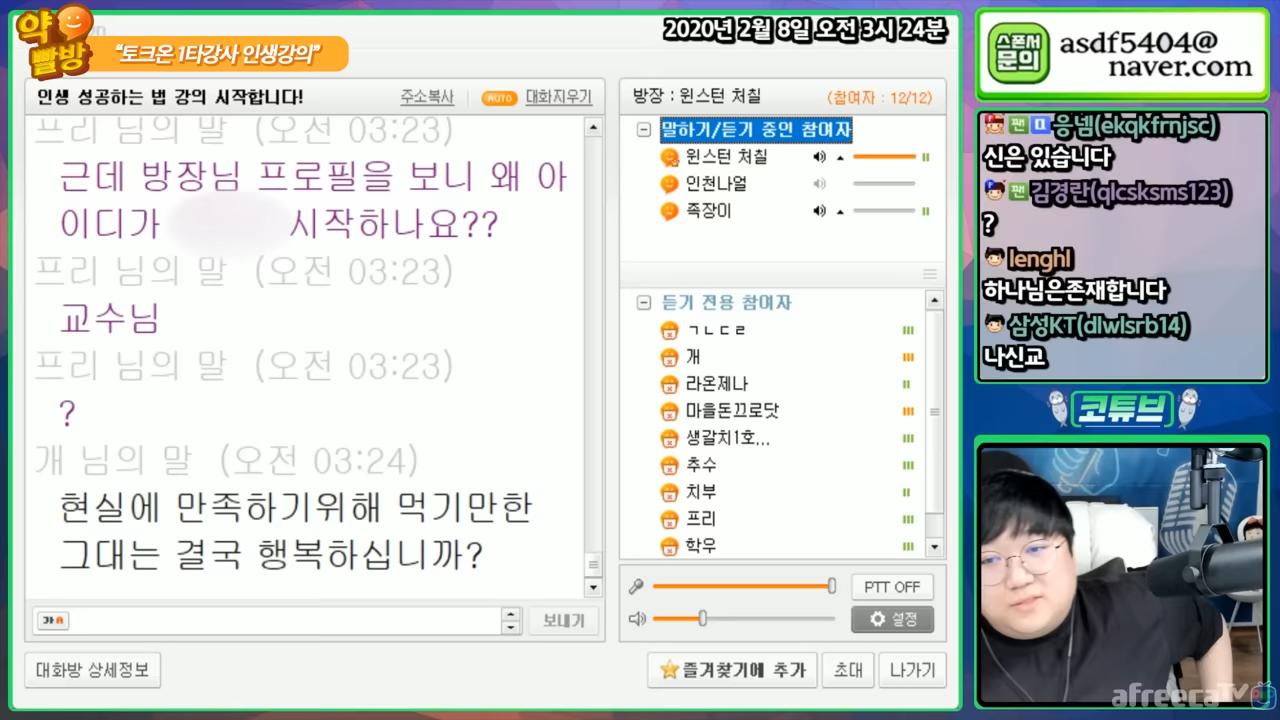 약빨방
“토크온 1타강사 인생강의”
2020년 2월 8일 오전 3시 24분
인생 성공하는 법 강의 시작합니다!
주소복사
AUTO 대화지우기
프리 님의 말 (오전 03:23)
근데 방장님 프로필을 보니 왜 아
이디가 시작하나요??
프리 님의 말 (오전 03:23)
교수님
프리 님의 말 (오전 03:23)
?
개 님의 말 (오전 03:24)
현실에 만족하기위해 먹기만한
그대는 결국 행복하십니까?
가
보내기
대화방 상세정보
방장 : 윈스턴 처칠
(참여자 : 12/12)
말하기/듣기 중인 참여자
윈스턴 처칠
인천나얼
족장이
듣기 전용 참여자
ㄱㄴㄷㄹ
개
라온제나
마을돈끄로닷
생갈치1호...
추수
치부
프리
학우
PTT OFF
설정
즐겨찾기에 추가
초대
나가기
스폰서
문의
asdf5404@
naver.com
팬 응넴(ekqkfrnjsc)
신은 있습니다
팬 김경란(qlcsksms123)
?
lenghl
하나님은존재합니다
삼성KT(dlwlsrb14)
나신교
코튜브
afreecaTV